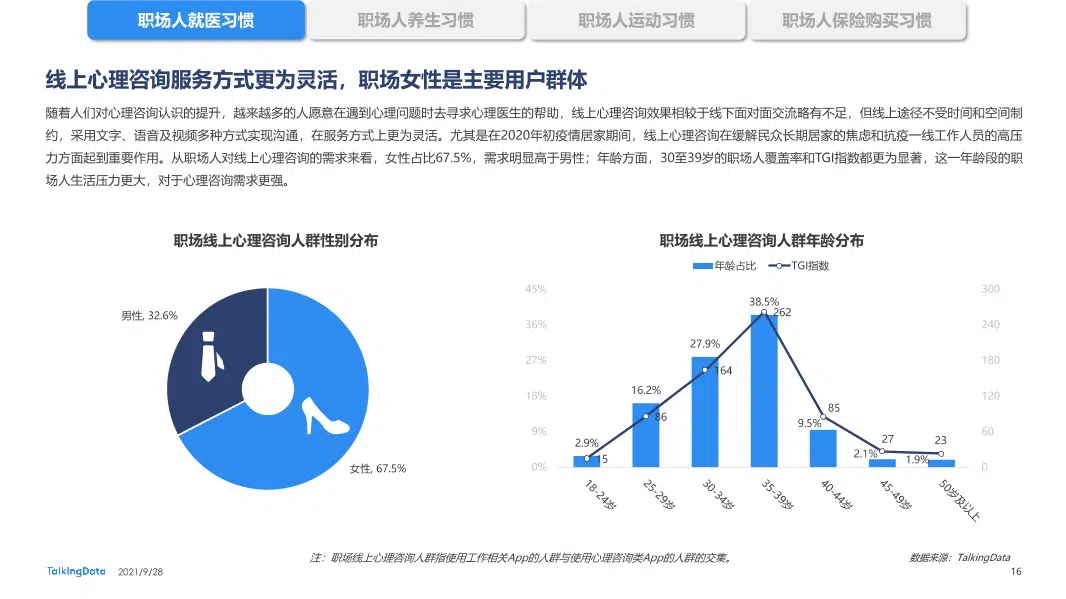 职场人就医习惯
职场人养生习惯
职场人运动习惯
职场人保险购买习惯
线上心理咨询服务方式更为灵活，职场女性是主要用户群体
随着人们对心理咨询认识的提升，越来越多的人愿意在遇到心理问题时去寻求心理医生的帮助，线上心理咨询效果相较于线下面对面交流略有不足，但线上途径不受时间和空间制
约，采用文字、语音及视频多种方式实现沟通，在服务方式上更为灵活。尤其是在2020年初疫情居家期间，线上心理咨询在缓解民众长期居家的焦虑和抗疫一线工作人员的高压
力方面起到重要作用。从职场人对线上心理咨询的需求来看，女性占比67.5%，需求明显高于男性；年龄方面，30至39岁的职场人覆盖率和TGI指数都更为显著，这一年龄段的职
场人生活压力更大，对于心理咨询需求更强。
职场线上心理咨询人群性别分布
男性, 32.6%
女性, 67.5%
职场线上心理咨询人群年龄分布
年龄占比
TGI指数
45%
36%
27%
18%
9%
0%
300
240
180
120
60
0
2.9%
16.2%
27.9%
38.5%
9.5%
2.1%
1.9%
15
86
164
262
85
27
23
18-24岁
25-29岁
30-34岁
35-39岁
40-44岁
45-49岁
50岁及以上
注：职场线上心理咨询人群指使用工作相关App的人群与使用心理咨询类App的人群的交集。
数据来源：TalkingData
TalkingData
2021/9/28
16